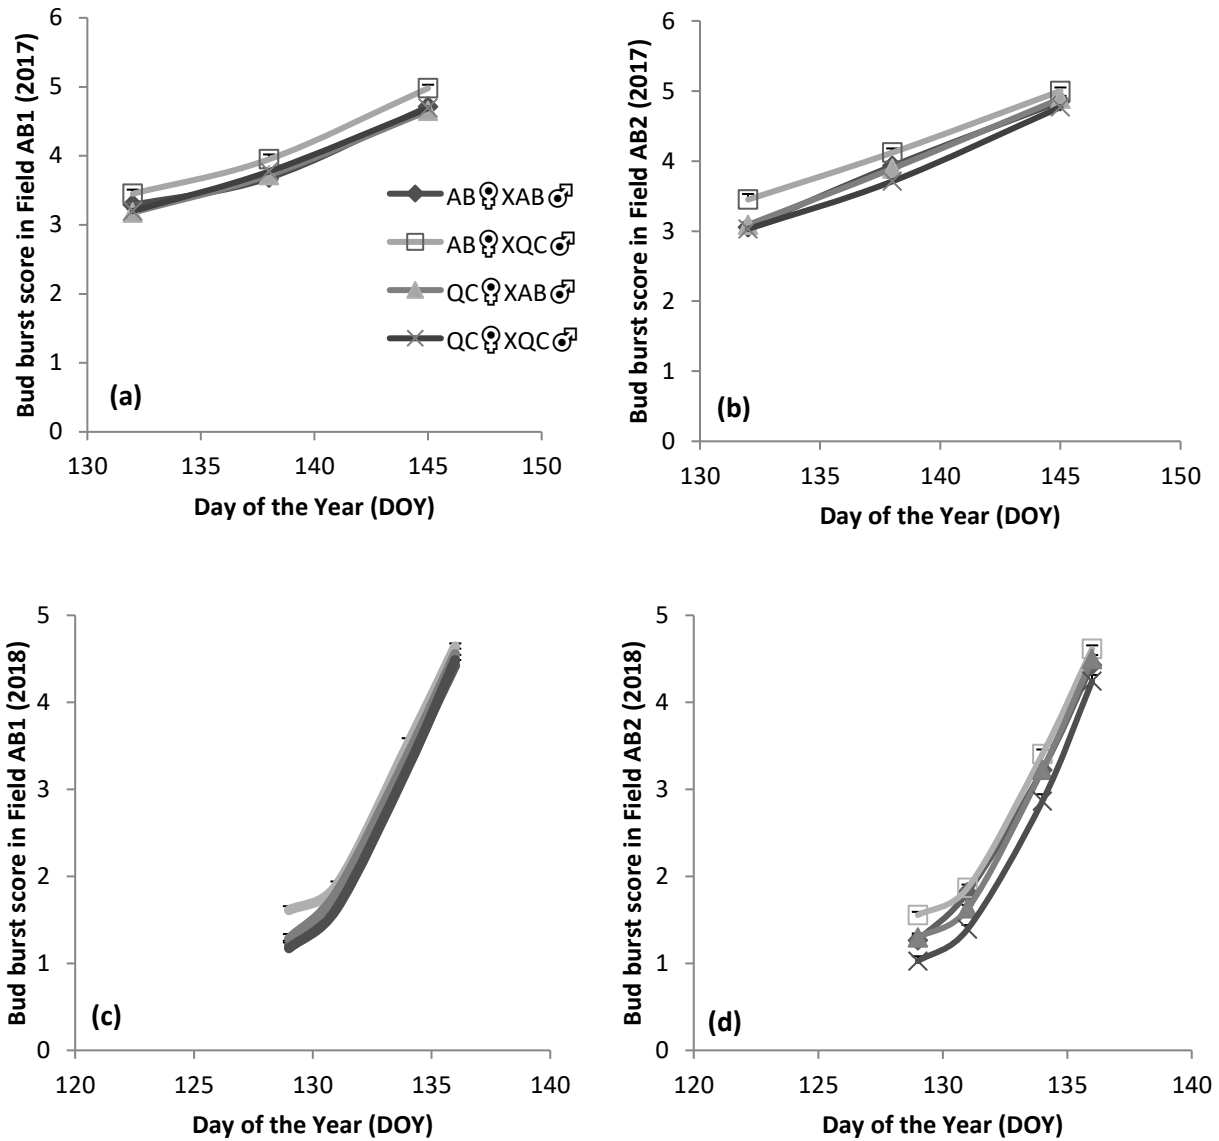 Bud burst score in Field AB1 (2017)
6
5
4
3
2
1
0
130 135 140 145 150
Day of the Year (DOY)
(a)
AB♀XAB♂
AB♀XQC♂
QC♀XAB♂
QC♀XQC♂
Bud burst score in Field AB2 (2017)
6
5
4
3
2
1
0
130 135 140 145 150
Day of the Year (DOY)
(b)
Bud burst score in Field AB1 (2018)
5
4
3
2
1
0
120 125 130 135 140
Day of the Year (DOY)
(c)
Bud burst score in Field AB2 (2018)
5
4
3
2
1
0
120 125 130 135 140
Day of the Year (DOY)
(d)